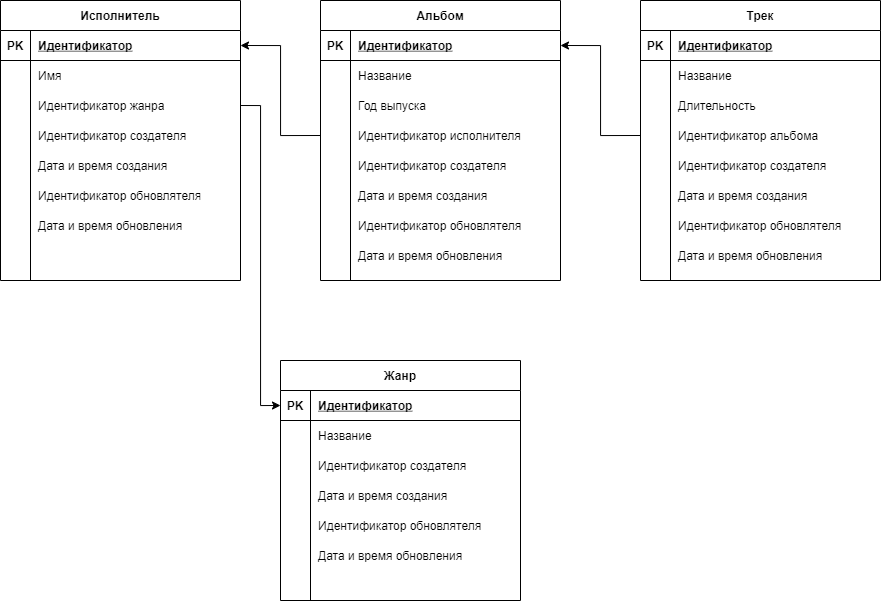 Исполнитель
PK Идентификатор
Имя
Идентификатор жанра
Идентификатор создателя
Дата и время создания
Идентификатор обновлятеля
Дата и время обновления
Альбом
PK Идентификатор
Название
Год выпуска
Идентификатор исполнителя
Идентификатор создателя
Дата и время создания
Идентификатор обновлятеля
Дата и время обновления
Трек
PK Идентификатор
Название
Длительность
Идентификатор альбома
Идентификатор создателя
Дата и время создания
Идентификатор обновлятеля
Дата и время обновления
Жанр
PK Идентификатор
Название
Идентификатор создателя
Дата и время создания
Идентификатор обновлятеля
Дата и время обновления